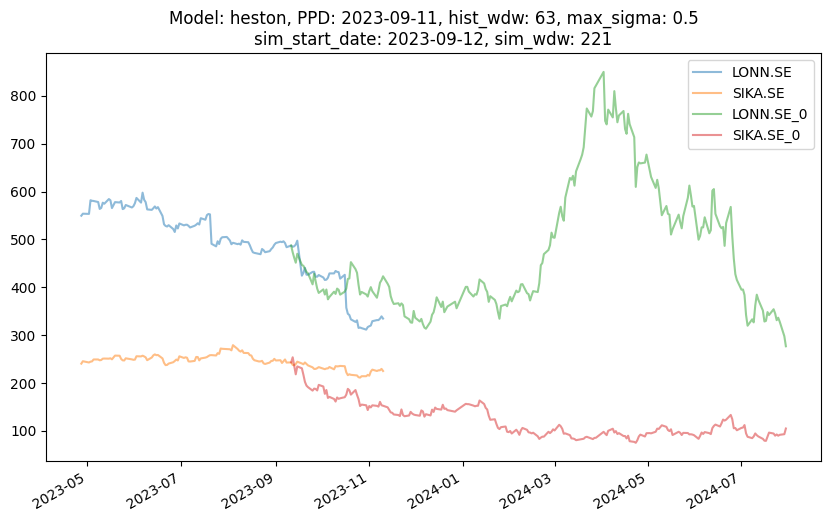 Model: heston, PPD: 2023-09-11, hist_wdw: 63, max_sigma: 0.5
sim_start_date: 2023-09-12, sim_wdw: 221
LONN.SE
SIKA.SE
LONN.SE_0
SIKA.SE_0
800
700
600
500
400
300
200
100
2023-05
2023-07
2023-09
2023-11
2024-01
2024-03
2024-05
2024-07